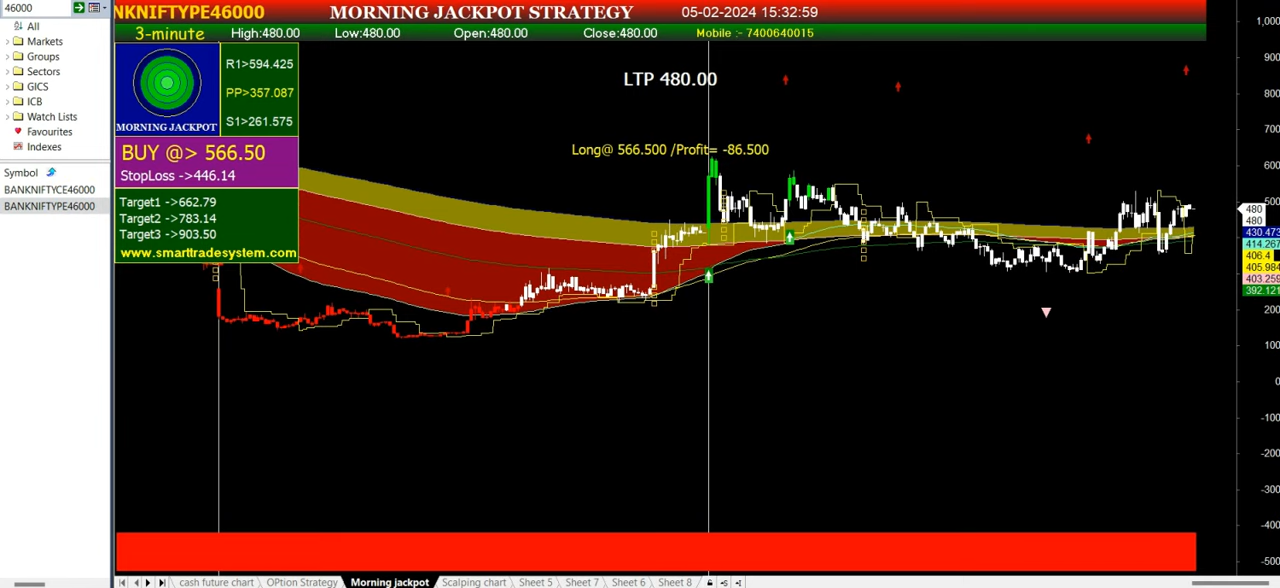 46000
All
Markets
Groups
Sectors
GICS
ICB
Watch Lists
Favourites
Indexes
Symbol
BANKNIFTYCE46000
BANKNIFTYPE46000
NKNIFTYPE46000 MORNING JACKPOT STRATEGY 05-02-2024 15:32:59
3-minute High:480.00 Low:480.00 Open:480.00 Close:480.00 Mobile :- 7400640015
R1>594.425
PP>357.087
S1>261.575
MORNING JACKPOT
BUY @> 566.50
StopLoss ->446.14
Target1 ->662.79
Target2 ->783.14
Target3 ->903.50
www.smarttradesystem.com
LTP 480.00
Long@ 566.500 /Profit= -86.500
1,000
900
800
700
600
500
480
480
430.473
414.267
406.4
405.984
403.259
392.121
200
100
0
-100
-200
-300
-400
-500
cash future chart OPtion Strategy Morning jackpot Scalping chart Sheet 5 Sheet 7 Sheet 6 Sheet 8